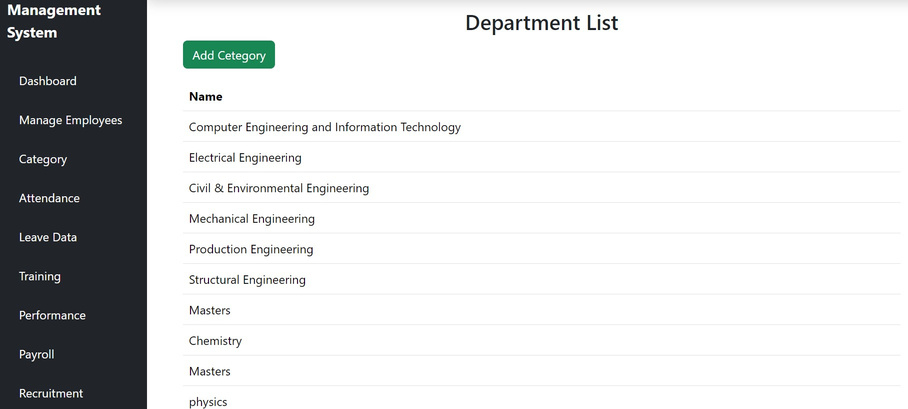 Management
System
Dashboard
Manage Employees
Category
Attendance
Leave Data
Training
Performance
Payroll
Recruitment
Department List
Add Cetegory
Name
Computer Engineering and Information Technology
Electrical Engineering
Civil & Environmental Engineering
Mechanical Engineering
Production Engineering
Structural Engineering
Masters
Chemistry
Masters
physics